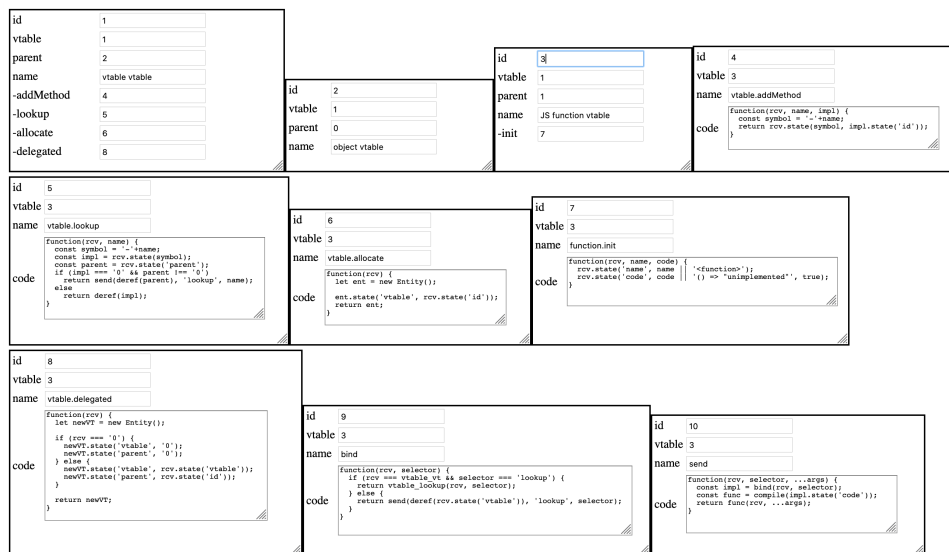 id 1
vtable 1
parent 2
name vtable vtable
-addMethod 4
-lookup 5
-allocate 6
-delegated 8
id 2
vtable 1
parent 0
name object vtable
id 3
vtable 1
parent 1
name JS function vtable
-init 7
id 4
vtable 3
name vtable.addMethod
code
function(rcv, name, impl) {
  const symbol = '-'+name;
  return rcv.state(symbol, impl.state('id'));
}
id 5
vtable 3
name vtable.lookup
code
function(rcv, name) {
  const symbol = '-'+name;
  const impl = rcv.state(symbol);
  const parent = rcv.state('parent');
  if (impl === '0' && parent !== '0')
    return send(deref(parent), 'lookup', name);
  else
    return deref(impl);
}
id 6
vtable 3
name vtable.allocate
code
function(rcv) {
  let ent = new Entity();
  ent.state('vtable', rcv.state('id'));
  return ent;
}
id 7
vtable 3
name function.init
code
function(rcv, name, code) {
  rcv.state('name', name || '<function>');
  rcv.state('code', code || '() => "unimplemented"', true);
}
id 8
vtable 3
name vtable.delegated
code
function(rcv) {
  let newVT = new Entity();
  if (rcv === '0') {
    newVT.state('vtable', '0');
    newVT.state('parent', '0');
  } else {
    newVT.state('vtable', rcv.state('vtable'));
    newVT.state('parent', rcv.state('id'));
  }
  return newVT;
}
id 9
vtable 3
name bind
code
function(rcv, selector) {
  if (rcv === vtable_vt && selector === 'lookup') {
    return vtable_lookup(rcv, selector);
  } else {
    return send(deref(rcv.state('vtable')), 'lookup', selector);
  }
}
id 10
vtable 3
name send
code
function(rcv, selector, ...args) {
  const impl = bind(rcv, selector);
  const func = compile(impl.state('code'));
  return func(rcv, ...args);
}